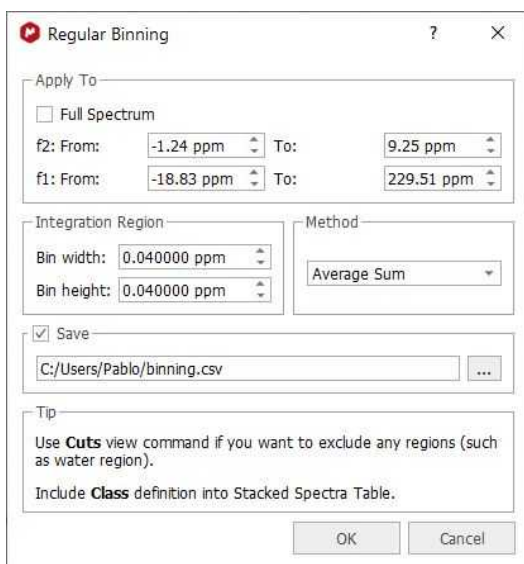 Regular Binning ?
Apply To
Full Spectrum
f2: From: -1.24 ppm To: 9.25 ppm
f1: From: -18.83 ppm To: 229.51 ppm
Integration Region
Bin width: 0.040000 ppm
Bin height: 0.040000 ppm
Method
Average Sum
Save
C:/Users/Pablo/binning.csv ...
Tip
Use Cuts view command if you want to exclude any regions (such
as water region).
Include Class definition into Stacked Spectra Table.
OK Cancel